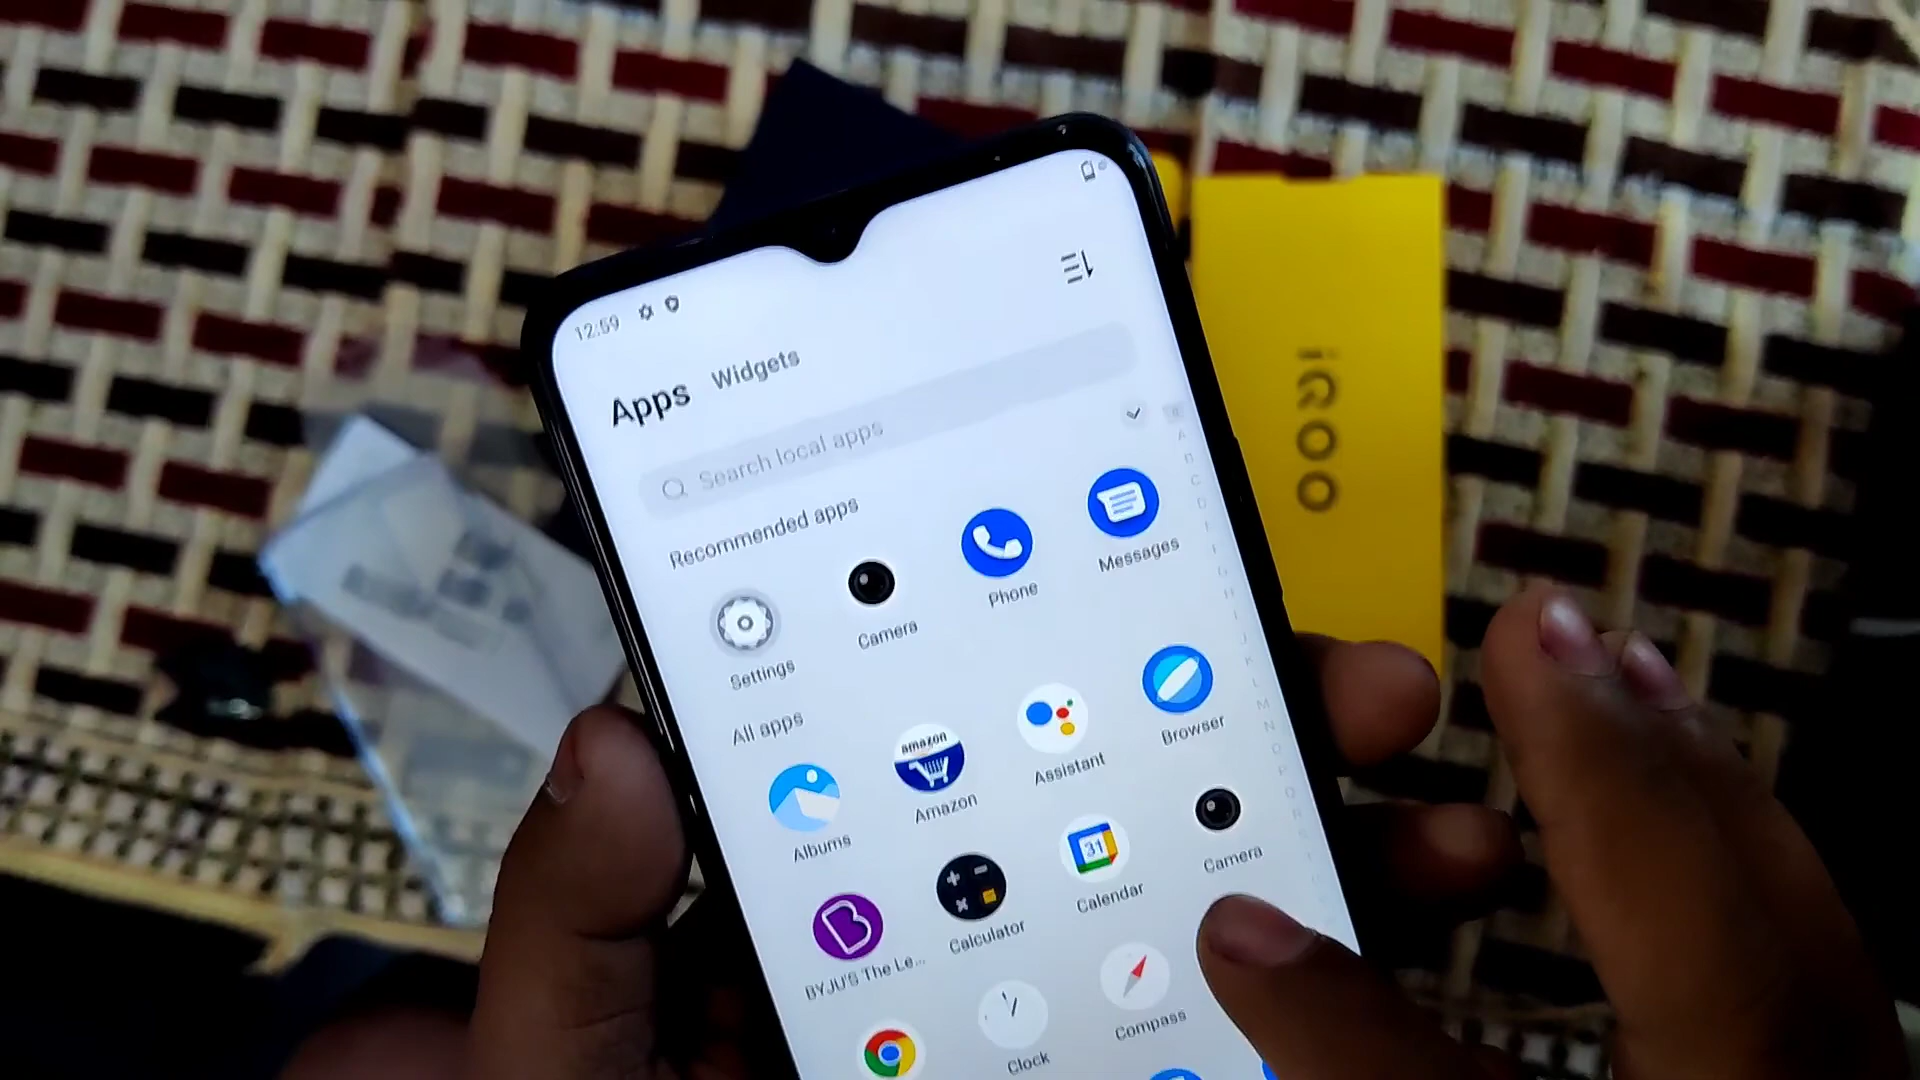 12:59
Apps Widgets
Search local apps
Recommended apps
Settings
Camera
Phone
Messages
All apps
Albums
amazon
Amazon
Assistant
Browser
BYJU'S The Le...
Calculator
31
Calendar
Camera
Clock
Compass
iQOO